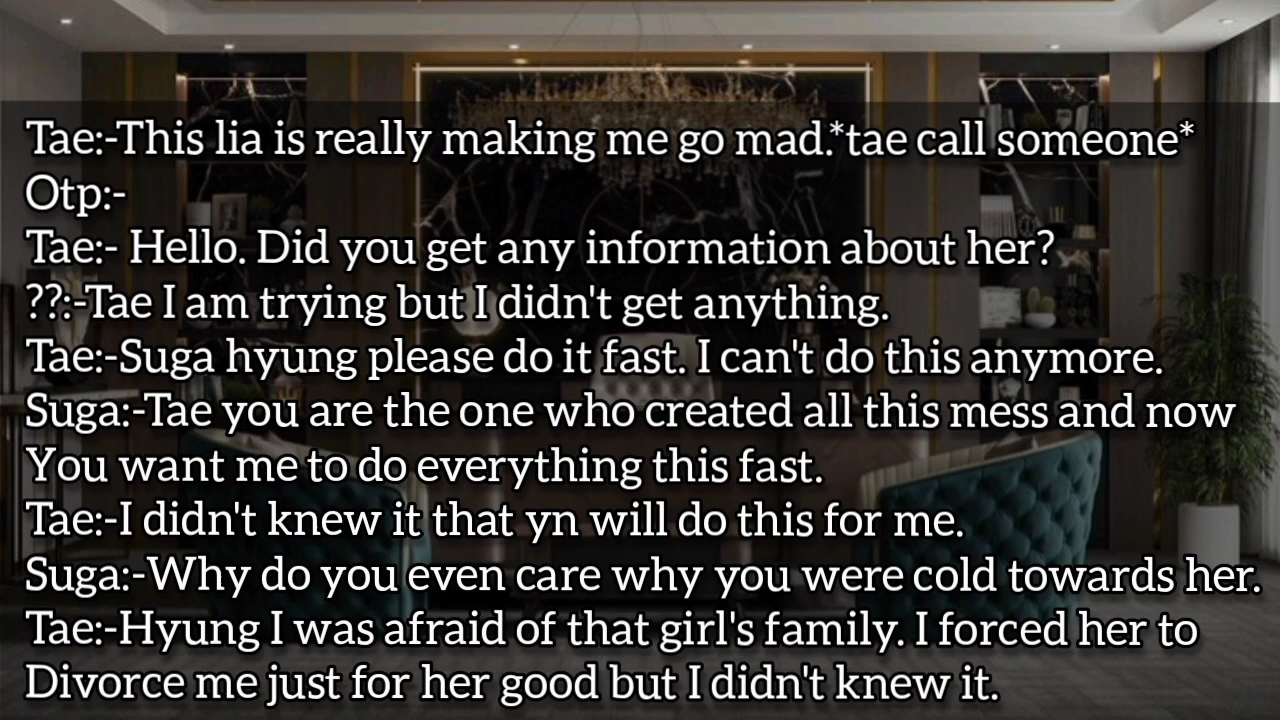 Tae:-This lia is really making me go mad.*tae call someone*
Otp:-
Tae:- Hello. Did you get any information about her?
??:-Tae I am trying but I didn't get anything.
Tae:-Suga hyung please do it fast. I can't do this anymore.
Suga:-Tae you are the one who created all this mess and now
You want me to do everything this fast.
Tae:-I didn't knew it that yn will do this for me.
Suga:-Why do you even care why you were cold towards her.
Tae:-Hyung I was afraid of that girl's family. I forced her to
Divorce me just for her good but I didn't knew it.